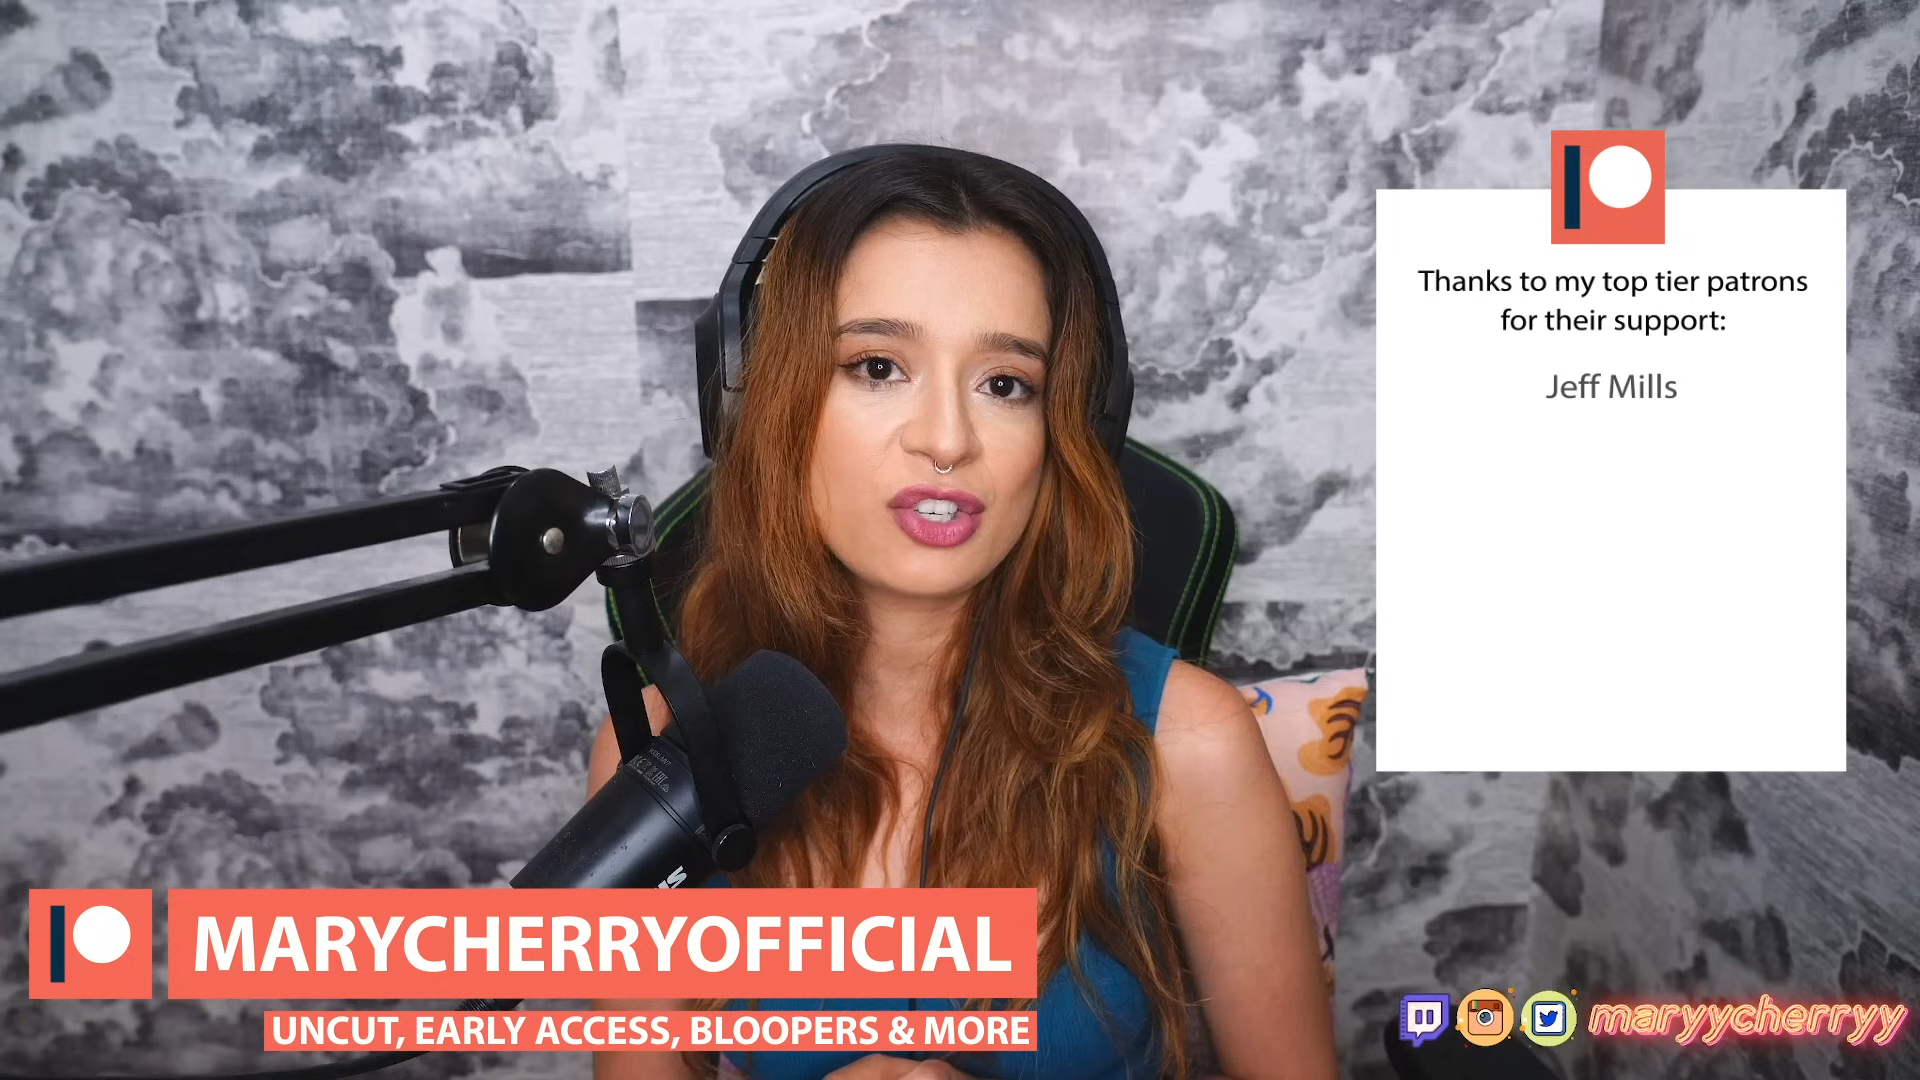 Thanks to my top tier patrons
for their support:
Jeff Mills
MARYCHERRYOFFICIAL
UNCUT, EARLY ACCESS, BLOOPERS & MORE
maryycherryy